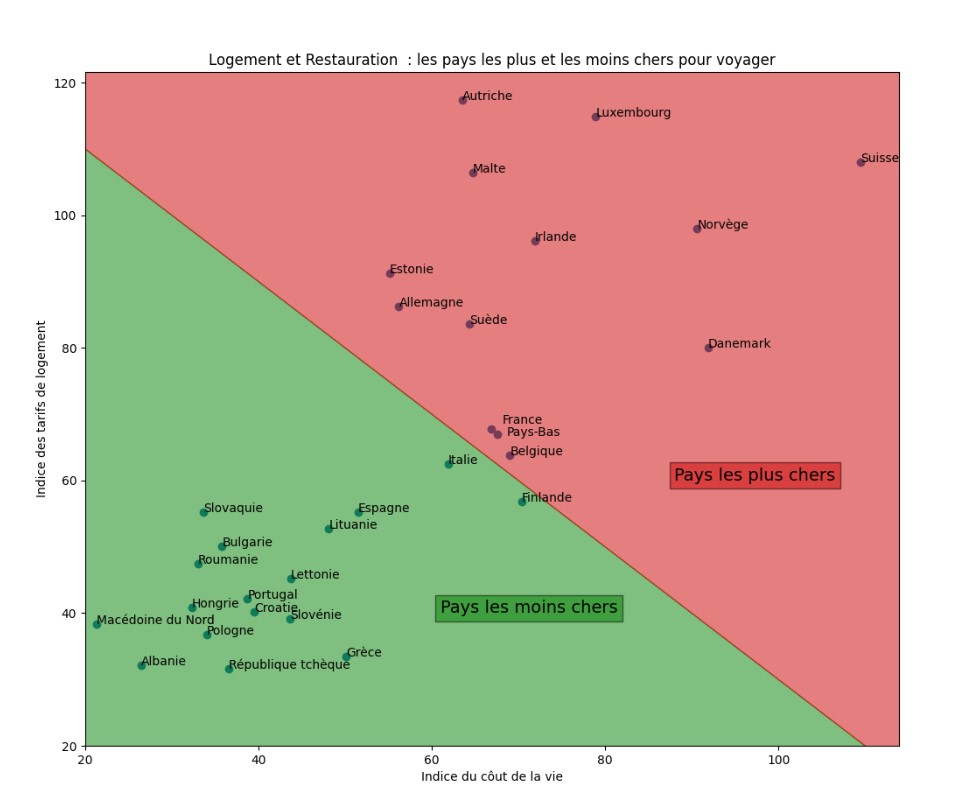 Logement et Restauration : les pays les plus et les moins chers pour voyager
120
Autriche
Luxembourg
Suisse
Malte
100
Norvège
Irlande
Estonie
Allemagne
Suède
80
Danemark
France
Pays-Bas
Belgique
Italie
Pays les plus chers
60
Finlande
Slovaquie
Espagne
Lituanie
Bulgarie
Roumanie
Lettonie
Portugal
Hongrie
Croatie
Pays les moins chers
40
Slovénie
Macédoine du Nord
Pologne
Grèce
Albanie
République tchèque
20
Indice des tarifs de logement
20
40
60
80
100
Indice du côut de la vie